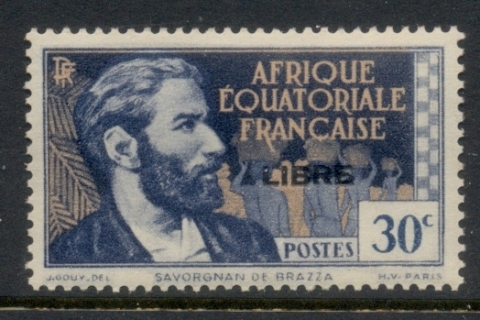 RF
AFRIQUE
ÉQUATORIALE
FRANÇAISE
LIBRE
POSTES 30c
J.GOUY.DEL SAVORGNAN DE BRAZZA H.V.PARIS